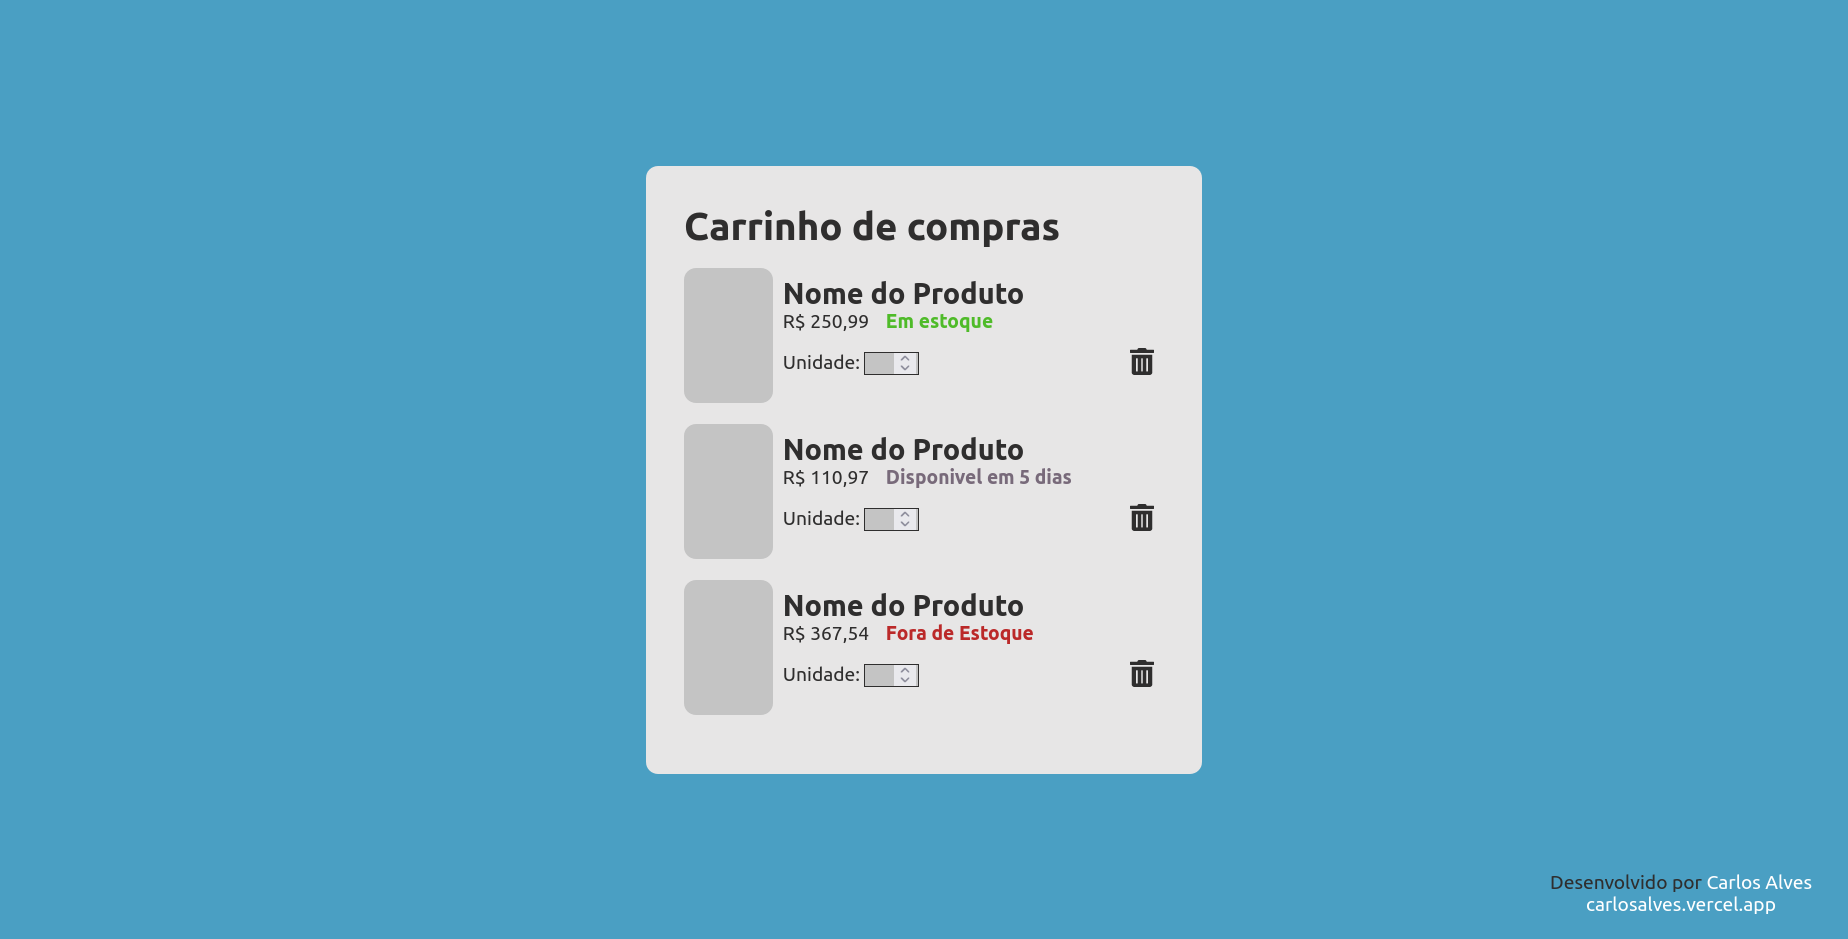 Carrinho de compras
Nome do Produto
R$ 250,99 Em estoque
Unidade:
Nome do Produto
R$ 110,97 Disponivel em 5 dias
Unidade:
Nome do Produto
R$ 367,54 Fora de Estoque
Unidade:
Desenvolvido por Carlos Alves
carlosalves.vercel.app